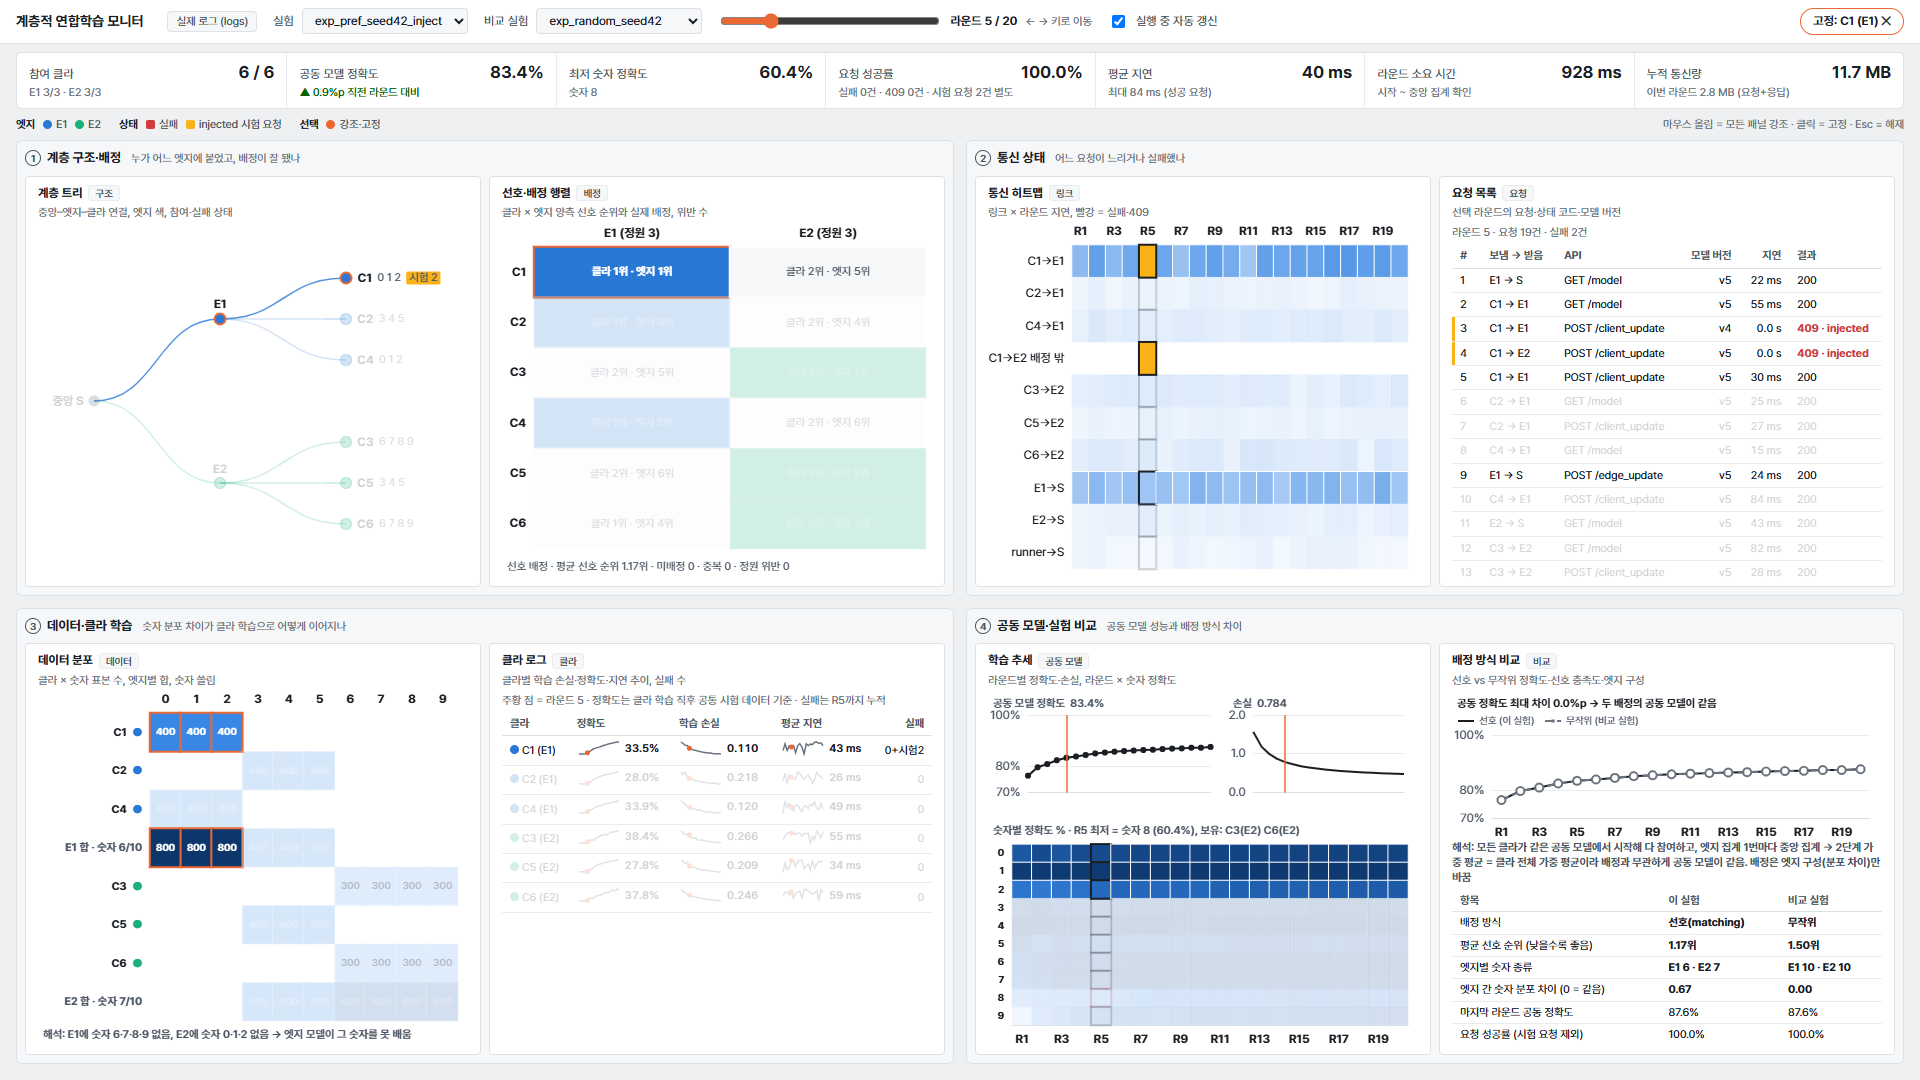 계층적 연합학습 모니터 실제 로그 (logs) 실험 exp_pref_seed42_inject 비교 실험 exp_random_seed42 라운드 5 / 20 ← → 키로 이동 실행 중 자동 갱신 고정: C1 (E1) ✕
참여 클라 6 / 6
E1 3/3 · E2 3/3
공동 모델 정확도 83.4%
▲ 0.9%p 직전 라운드 대비
최저 숫자 정확도 60.4%
숫자 8
요청 성공률 100.0%
실패 0건 · 409 0건 · 시험 요청 2건 별도
평균 지연 40 ms
최대 84 ms (성공 요청)
라운드 소요 시간 928 ms
시작 ~ 중앙 집계 확인
누적 통신량 11.7 MB
이번 라운드 2.8 MB (요청+응답)
엣지 E1 E2 상태 실패 injected 시험 요청 선택 강조·고정 마우스 올림 = 모든 패널 강조 · 클릭 = 고정 · Esc = 해제
1 계층 구조·배정 누가 어느 엣지에 붙었고, 배정이 잘 됐나
계층 트리 구조
중앙–엣지–클라 연결, 엣지 색, 참여·실패 상태
C1 0 1 2 시험 2
E1
C2 3 4 5
C4 0 1 2
중앙 S
C3 6 7 8 9
E2
C5 3 4 5
C6 6 7 8 9
선호·배정 행렬 배정
클라 × 엣지 양측 선호 순위와 실제 배정, 위반 수
E1 (정원 3) E2 (정원 3)
C1 클라 1위 · 엣지 1위 클라 2위 · 엣지 5위
C2 클라 2위 · 엣지 4위
C3 클라 2위 · 엣지 5위
C4 클라 2위 · 엣지 6위
C5 클라 2위 · 엣지 6위
C6 클라 1위 · 엣지 4위
선호 배정 · 평균 선호 순위 1.17위 · 미배정 0 · 중복 0 · 정원 위반 0
2 통신 상태 어느 요청이 느리거나 실패했나
통신 히트맵 링크
링크 × 라운드 지연, 빨강 = 실패·409
R1 R3 R5 R7 R9 R11 R13 R15 R17 R19
C1→E1
C2→E1
C4→E1
C1→E2 배정 밖
C3→E2
C5→E2
C6→E2
E1→S
E2→S
runner→S
요청 목록 요청
선택 라운드의 요청·상태 코드·모델 버전
라운드 5 · 요청 19건 · 실패 2건
# 보냄 → 받음 API 모델 버전 지연 결과
1 E1 → S GET /model v5 22 ms 200
2 C1 → E1 GET /model v5 55 ms 200
3 C1 → E1 POST /client_update v4 0.0 s 409 · injected
4 C1 → E2 POST /client_update v5 0.0 s 409 · injected
5 C1 → E1 POST /client_update v5 30 ms 200
6 C2 → E1 GET /model v5 25 ms 200
7 C2 → E1 POST /client_update v5 27 ms 200
8 C4 → E1 GET /model v5 15 ms 200
9 E1 → S POST /edge_update v5 24 ms 200
10 C4 → E1 POST /client_update v5 84 ms 200
11 E2 → S GET /model v5 43 ms 200
12 C3 → E2 GET /model v5 82 ms 200
13 C3 → E2 POST /client_update v5 28 ms 200
3 데이터·클라 학습 숫자 분포 차이가 클라 학습으로 어떻게 이어지나
데이터 분포 데이터
클라 × 숫자 표본 수, 엣지별 합, 숫자 쏠림
0 1 2 3 4 5 6 7 8 9
C1 400 400 400
C2 400 400 400
C4 400 400 400
E1 합 · 숫자 6/10 800 800 800 400 400 400
C3 300 300 300 300
C5 400 400 400
C6 300 300 300 300
E2 합 · 숫자 7/10 400 400 400 600 600 600 600
해석: E1에 숫자 6·7·8·9 없음, E2에 숫자 0·1·2 없음 → 엣지 모델이 그 숫자를 못 배움
클라 로그 클라
클라별 학습 손실·정확도·지연 추이, 실패 수
주황 점 = 라운드 5 · 정확도는 클라 학습 직후 공통 시험 데이터 기준 · 실패는 R5까지 누적
클라 정확도 학습 손실 평균 지연 실패
C1 (E1) 33.5% 0.110 43 ms 0+시험2
C2 (E1) 28.0% 0.218 26 ms 0
C4 (E1) 33.9% 0.120 49 ms 0
C3 (E2) 38.4% 0.266 55 ms 0
C5 (E2) 27.8% 0.209 34 ms 0
C6 (E2) 37.8% 0.246 59 ms 0
4 공동 모델·실험 비교 공동 모델 성능과 배정 방식 차이
학습 추세 공동 모델
라운드별 정확도·손실, 라운드 × 숫자 정확도
공동 모델 정확도 83.4% 손실 0.784
100% 2.0
80% 1.0
70% 0.0
숫자별 정확도 % · R5 최저 = 숫자 8 (60.4%), 보유: C3(E2) C6(E2)
0
1
2
3
4
5
6
7
8
9
R1 R3 R5 R7 R9 R11 R13 R15 R17 R19
배정 방식 비교 비교
선호 vs 무작위 정확도·선호 충족도·엣지 구성
공동 정확도 최대 차이 0.0%p → 두 배정의 공동 모델이 같음
선호 (이 실험) 무작위 (비교 실험)
100%
80%
70%
R1 R3 R5 R7 R9 R11 R13 R15 R17 R19
해석: 모든 클라가 같은 공동 모델에서 시작해 다 참여하고, 엣지 집계 1번마다 중앙 집계 → 2단계 가
중 평균 = 클라 전체 가중 평균이라 배정과 무관하게 공동 모델이 같음. 배정은 엣지 구성(분포 차이)만
바꿈
항목 이 실험 비교 실험
배정 방식 선호(matching) 무작위
평균 선호 순위 (낮을수록 좋음) 1.17위 1.50위
엣지별 숫자 종류 E1 6 · E2 7 E1 10 · E2 10
엣지 간 숫자 분포 차이 (0 = 같음) 0.67 0.00
마지막 라운드 공동 정확도 87.6% 87.6%
요청 성공률 (시험 요청 제외) 100.0% 100.0%